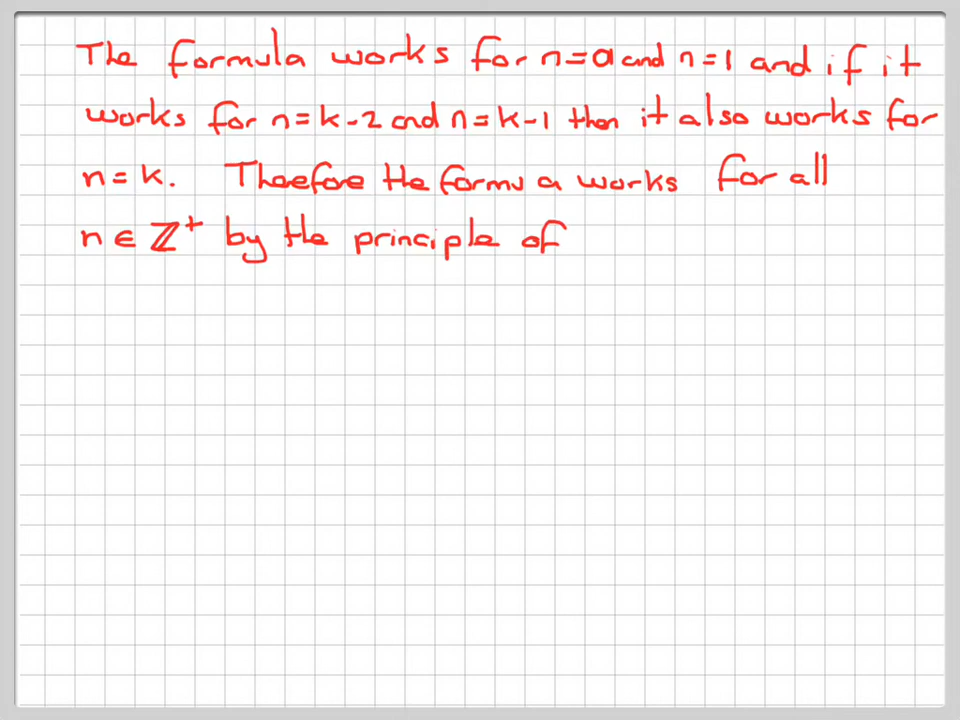 The formula works for n=0 and n=1 and if it
works for n=k-2 and n=k-1 then it also works for
n=k. Therefore the formu a works for all
n∈ℤ⁺ by the principle of